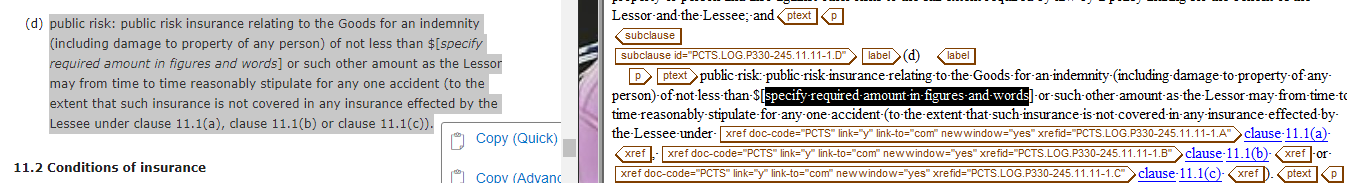 (d) public risk: public risk insurance relating to the Goods for an indemnity
(including damage to property of any person) of not less than $[specify
required amount in figures and words] or such other amount as the Lessor
may from time to time reasonably stipulate for any one accident (to the
extent that such insurance is not covered in any insurance effected by the
Lessee under clause 11.1(a), clause 11.1(b) or clause 11.1(c)).
11.2 Conditions of insurance
Copy (Quick)
Copy (Advanc
Lessor·and·the·Lessee;·and ptext p
subclause
subclause id="PCTS.LOG.P330-245.11.11-1.D" label (d) label
p ptext public·risk:·public·risk·insurance·relating·to·the·Goods·for·an·indemnity·(including·damage·to·property·of·any·
person)·of·not·less·than·$[specify·required·amount·in·figures·and·words]·or·such·other·amount·as·the·Lessor·may·from·time·to
time·reasonably·stipulate·for·any·one·accident·(to·the·extent·that·such·insurance·is·not·covered·in·any·insurance·effected·by·
the·Lessee·under· xref doc-code="PCTS" link="y" link-to="com" newwindow="yes" xrefid="PCTS.LOG.P330-245.11.11-1.A" clause·11.1(a)·
xref ,· xref doc-code="PCTS" link="y" link-to="com" newwindow="yes" xrefid="PCTS.LOG.P330-245.11.11-1.B" clause·11.1(b)· xref ·or·
xref doc-code="PCTS" link="y" link-to="com" newwindow="yes" xrefid="PCTS.LOG.P330-245.11.11-1.C" clause·11.1(c)· xref ). ptext p